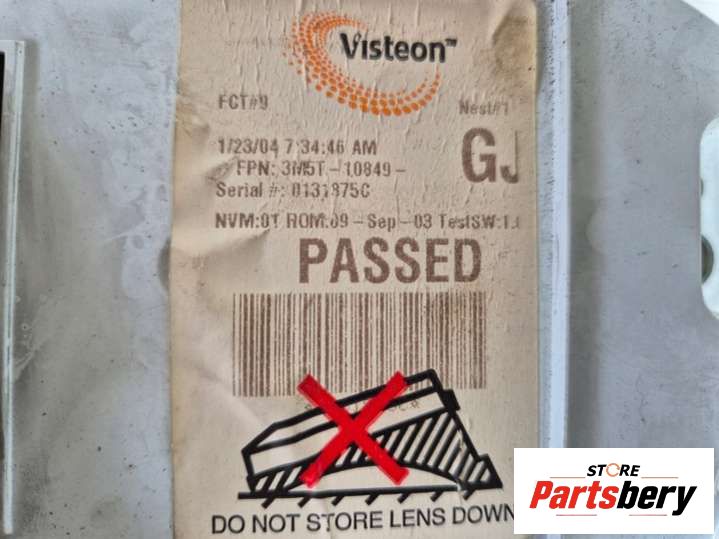 Visteon™
FCT#9
Nest#1
1/23/04 7:34:46 AM
GJ
FPN: 3M5T-10849-
Serial #: 0131875C
NVM:01 ROM:09-Sep-03 TestSW:1.
PASSED
DO NOT STORE LENS DOWN
STORE
Partsbery